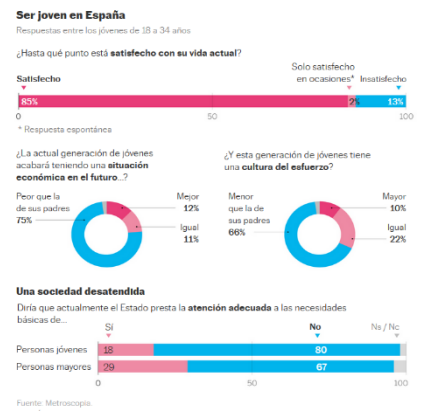 Ser joven en España
Respuestas entre los jóvenes de 18 a 34 años
¿Hasta qué punto está satisfecho con su vida actual?
Satisfecho
Solo satisfecho
en ocasiones*
Insatisfecho
85%
2%
13%
0
50
100
* Respuesta espontánea
¿La actual generación de jóvenes
acabará teniendo una situación
económica en el futuro...?
Peor que la
de sus padres
75%
Mejor
12%
Igual
11%
¿Y esta generación de jóvenes tiene
una cultura del esfuerzo?
Menor
que la de
sus padres
66%
Mayor
10%
Igual
22%
Una sociedad desatendida
Diría que actualmente el Estado presta la atención adecuada a las necesidades
básicas de...
Sí
No
Ns / Nc
Personas jóvenes
18
80
Personas mayores
29
67
0
50
100
Fuente: Metroscopia.